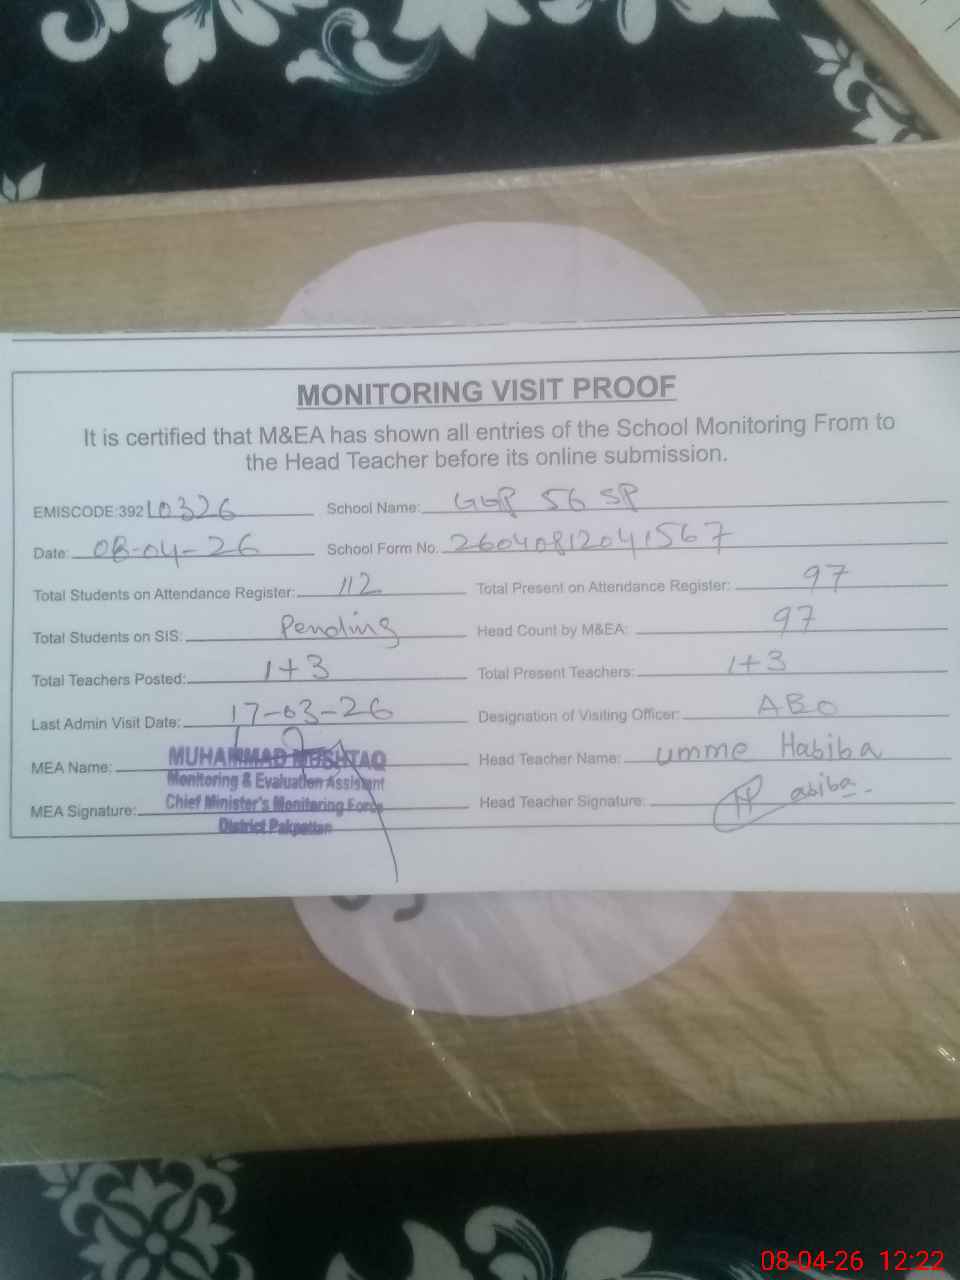 MONITORING VISIT PROOF
It is certified that M&EA has shown all entries of the School Monitoring From to
the Head Teacher before its online submission.
EMISCODE:392 10326 School Name: GGP 56 SP
Date: 08-04-26 School Form No. 26040812041567
Total Students on Attendance Register: 112 Total Present on Attendance Register: 97
Total Students on SIS: Pending Head Count by M&EA: 97
Total Teachers Posted: 1+3 Total Present Teachers: 1+3
Last Admin Visit Date: 17-03-26 Designation of Visiting Officer: AEO
MEA Name: MUHAMMAD MUSHTAQ Head Teacher Name: umme Habiba
Monitoring & Evaluation Assistant
MEA Signature: Chief Minister's Monitoring Force Head Teacher Signature: Habiba
District Pakpattan
08-04-26 12:22